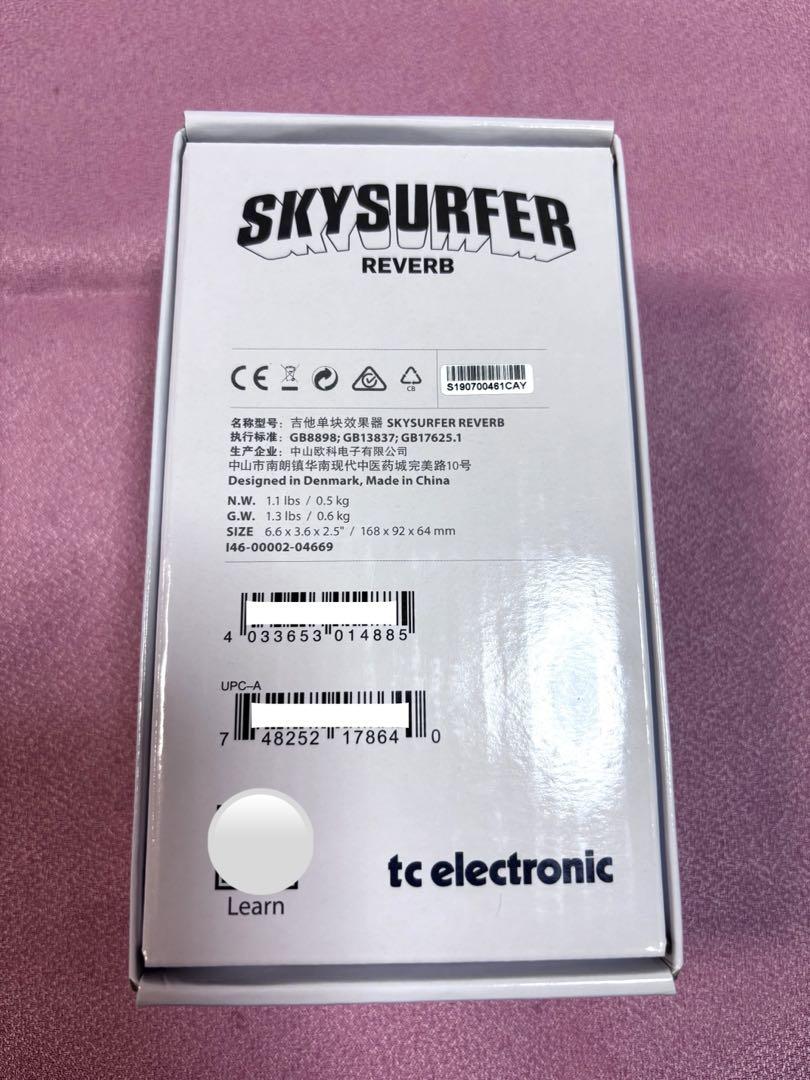 SKYSURFER
REVERB
CE
CB
S190700461CAY
名称型号：吉他单块效果器 SKYSURFER REVERB
执行标准：GB8898; GB13837; GB17625.1
生产企业：中山欧科电子有限公司
中山市南朗镇华南现代中医药城完美路10号
Designed in Denmark, Made in China
N.W. 1.1 lbs / 0.5 kg
G.W. 1.3 lbs / 0.6 kg
SIZE 6.6 x 3.6 x 2.5" / 168 x 92 x 64 mm
I46-00002-04669
4 033653 014885
UPC–A
7 48252 17864 0
tc electronic
Learn